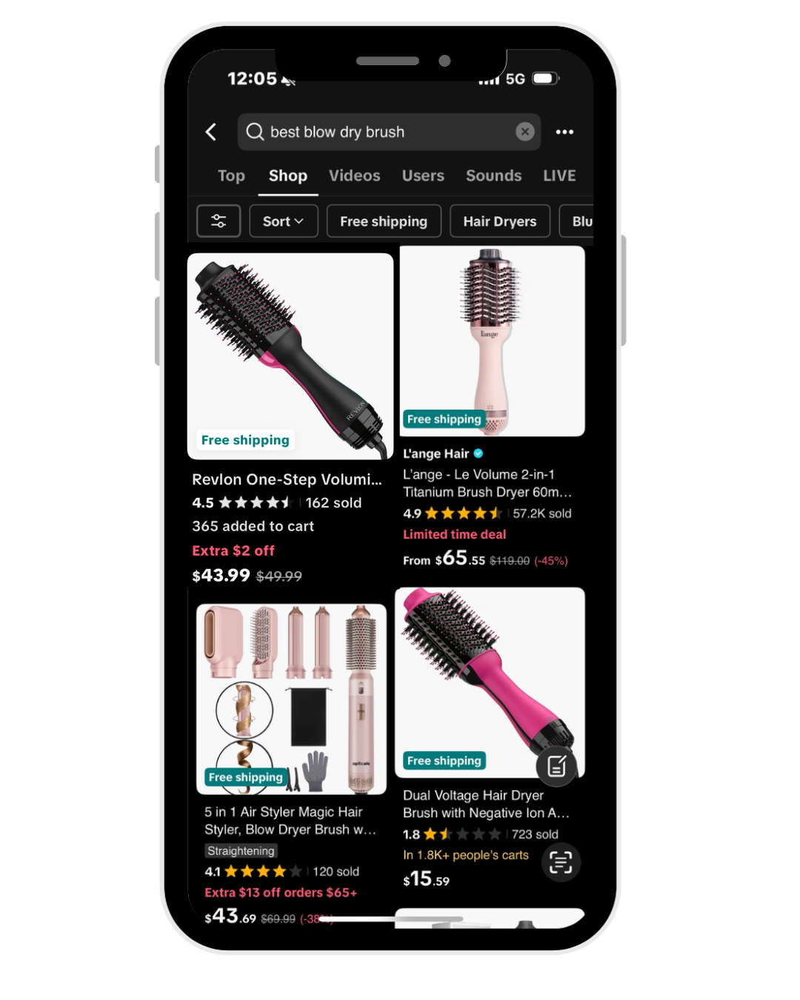 12:05
5G
best blow dry brush
Top Shop Videos Users Sounds LIVE
Sort Free shipping Hair Dryers Blu
REVLON
Free shipping
Revlon One-Step Volumi...
4.5 162 sold
365 added to cart
Extra $2 off
$43.99 $49.99
l'ange
Free shipping
L'ange Hair
L'ange - Le Volume 2-in-1
Titanium Brush Dryer 60m...
4.9 57.2K sold
Limited time deal
From $65.55 $119.00 (-45%)
apiticale
Free shipping
5 in 1 Air Styler Magic Hair
Styler, Blow Dryer Brush w...
Straightening
4.1 120 sold
Extra $13 off orders $65+
$43.69 $69.99 (-38%)
Free shipping
Dual Voltage Hair Dryer
Brush with Negative Ion A...
1.8 723 sold
In 1.8K+ people's carts
$15.59